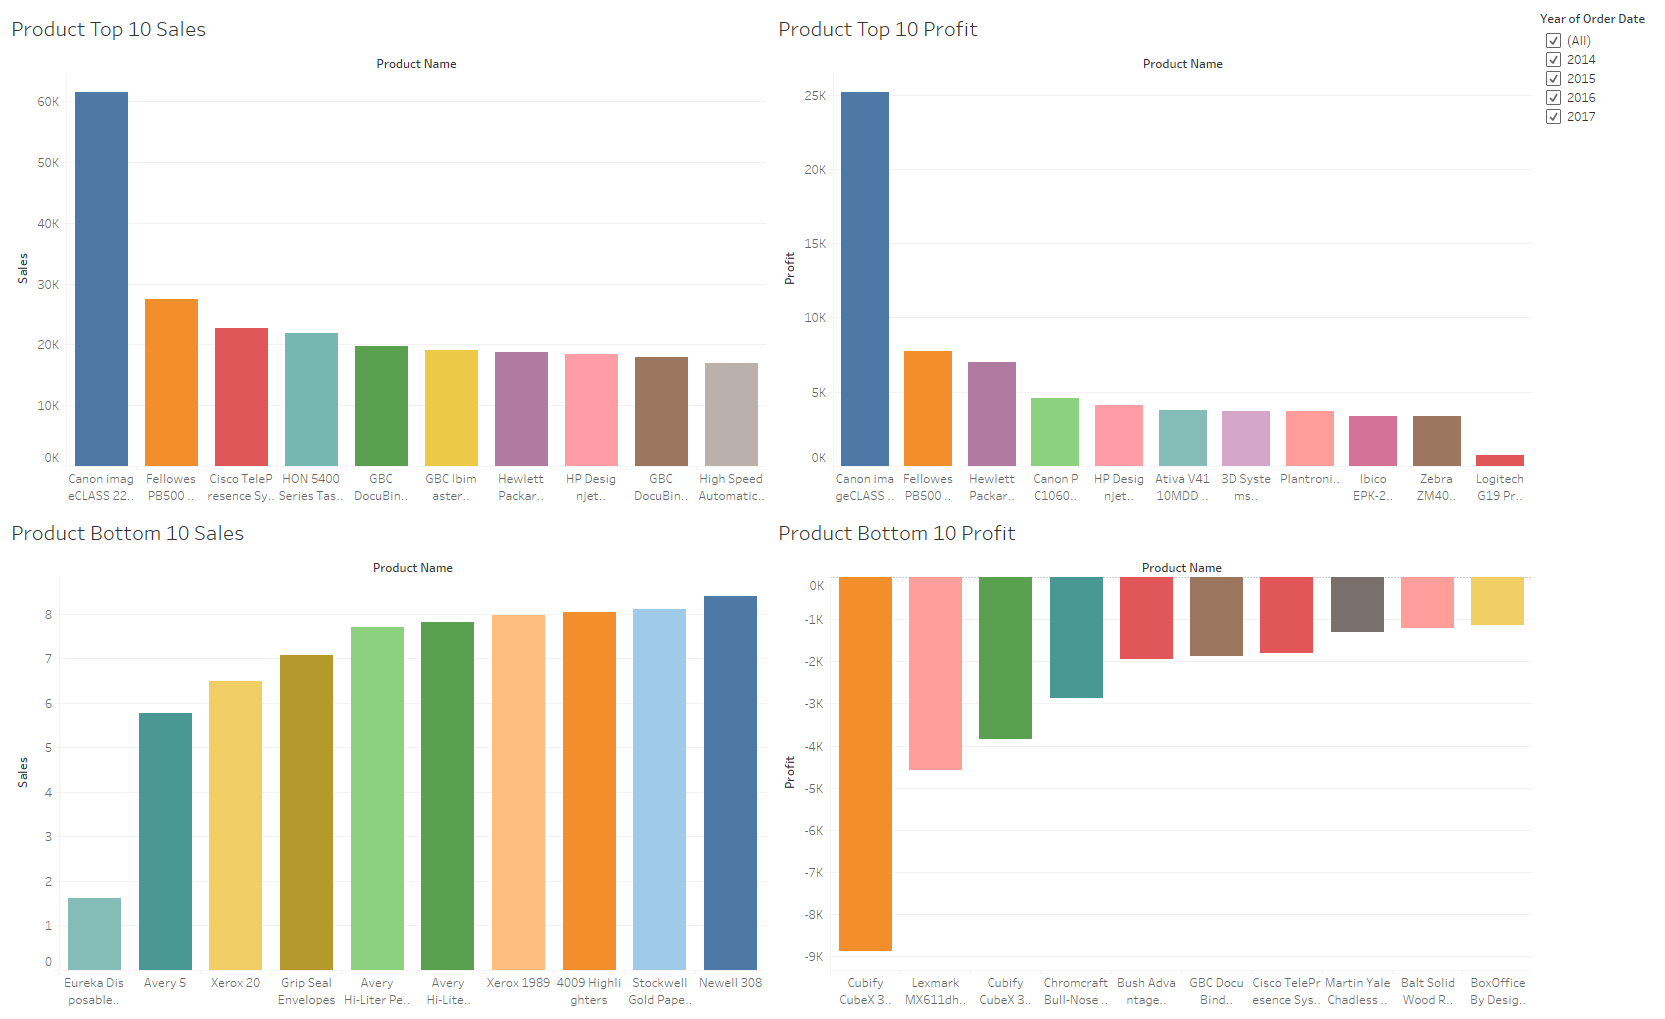 Product Top 10 Sales
Product Name
Sales
60K
50K
40K
30K
20K
10K
0K
Canon imag
eCLASS 22..
Fellowes
PB500 ..
Cisco TeleP
resence Sy..
HON 5400
Series Tas..
GBC
DocuBin..
GBC Ibim
aster..
Hewlett
Packar..
HP Desig
njet..
GBC
DocuBin..
High Speed
Automatic..
Product Top 10 Profit
Product Name
Profit
25K
20K
15K
10K
5K
0K
Canon ima
geCLASS ..
Fellowes
PB500 ..
Hewlett
Packar..
Canon P
C1060..
HP Desig
njet..
Ativa V41
10MDD ..
3D Syste
ms..
Plantroni..
Ibico
EPK-2..
Zebra
ZM40..
Logitech
G19 Pr..
Year of Order Date
(All)
2014
2015
2016
2017
Product Bottom 10 Sales
Product Name
Sales
8
7
6
5
4
3
2
1
0
Eureka Dis
posable..
Avery 5
Xerox 20
Grip Seal
Envelopes
Avery
Hi-Liter Pe..
Avery
Hi-Lite..
Xerox 1989
4009 Highli
ghters
Stockwell
Gold Pape..
Newell 308
Product Bottom 10 Profit
Product Name
Profit
0K
-1K
-2K
-3K
-4K
-5K
-6K
-7K
-8K
-9K
Cubify
CubeX 3..
Lexmark
MX611dh..
Cubify
CubeX 3..
Chromcraft
Bull-Nose ..
Bush Adva
ntage..
GBC Docu
Bind..
Cisco TelePr
esence Sys..
Martin Yale
Chadless ..
Balt Solid
Wood R..
BoxOffice
By Desig..